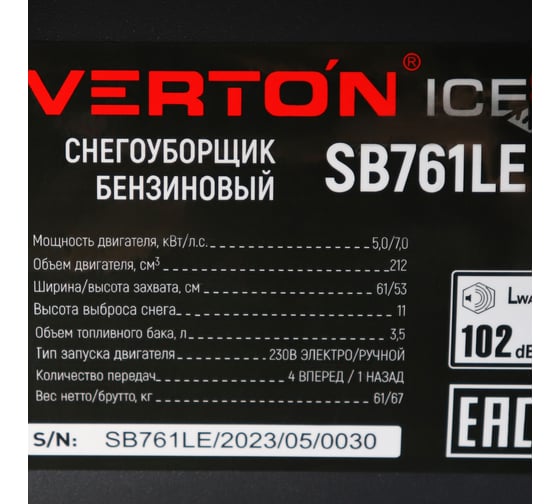 VERTÓN ® ICE
СНЕГОУБОРЩИК
БЕНЗИНОВЫЙ
SB761LE
Мощность двигателя, кВт/л.с. 5,0/7,0
Объем двигателя, см³ 212
Ширина/высота захвата, см 61/53
Высота выброса снега 11
Объем топливного бака, л 3,5
Тип запуска двигателя 230В ЭЛЕКТРО/РУЧНОЙ
Количество передач 4 ВПЕРЕД / 1 НАЗАД
Вес нетто/брутто, кг 61/67
S/N: SB761LE/2023/05/0030
LWA
102 dB
EAC